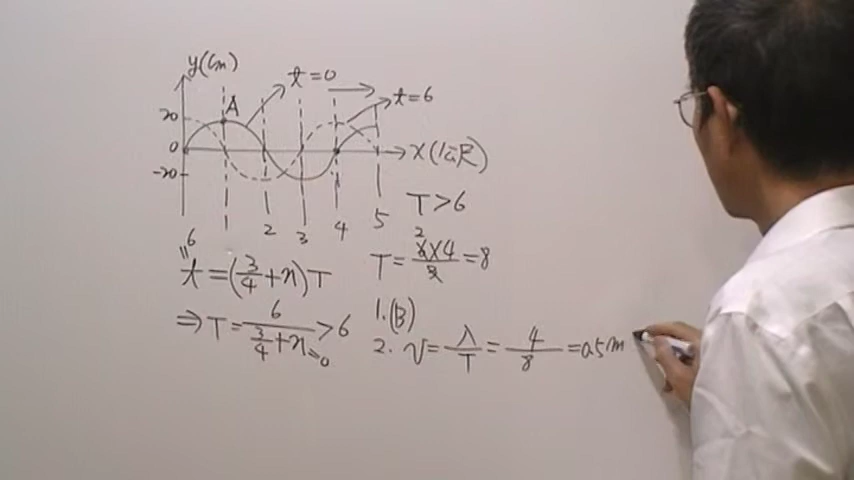 y(cm)
t=0
A
t=6
20
0
-20
x(公尺)
2
3
4
5
T>6
6
t=(3/4+n)T
T=6×4/3=8
2
⇒T=6/(3/4+n)>6
=0
1.(B)
2. v=λ/T=4/8=0.5m